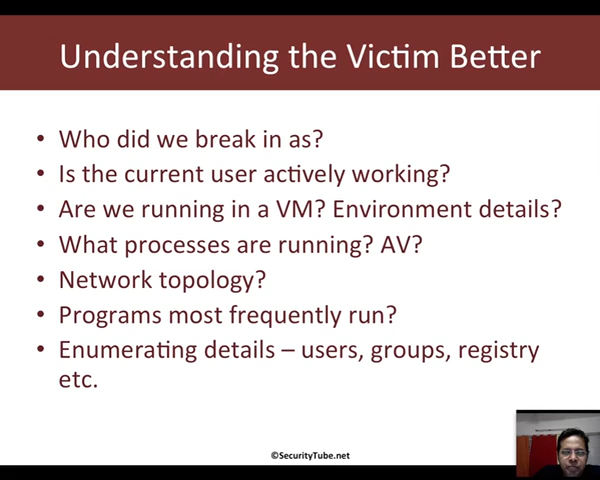 Understanding the Victim Better
• Who did we break in as?
• Is the current user actively working?
• Are we running in a VM? Environment details?
• What processes are running? AV?
• Network topology?
• Programs most frequently run?
• Enumerating details – users, groups, registry
etc.
©SecurityTube.net